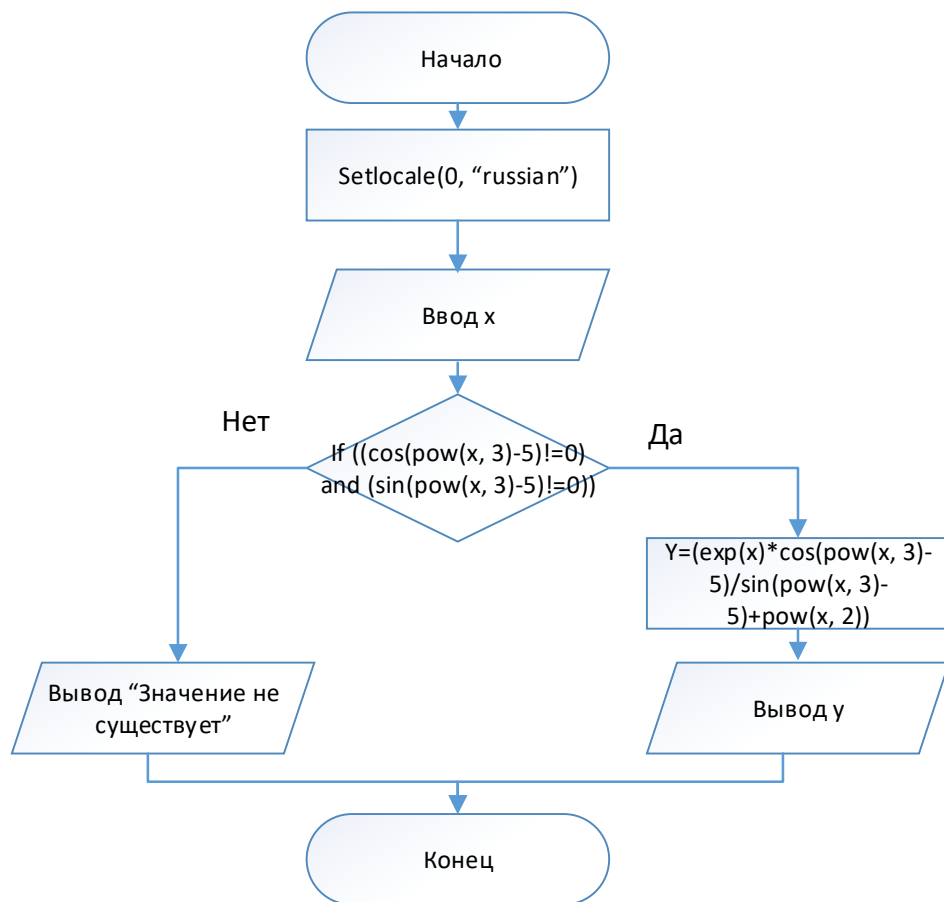 Начало
Setlocale(0, “russian”)
Ввод x
Нет
Да
If ((cos(pow(x, 3)-5)!=0)
and (sin(pow(x, 3)-5)!=0))
Y=(exp(x)*cos(pow(x, 3)-
5)/sin(pow(x, 3)-
5)+pow(x, 2))
Вывод “Значение не
существует”
Вывод y
Конец